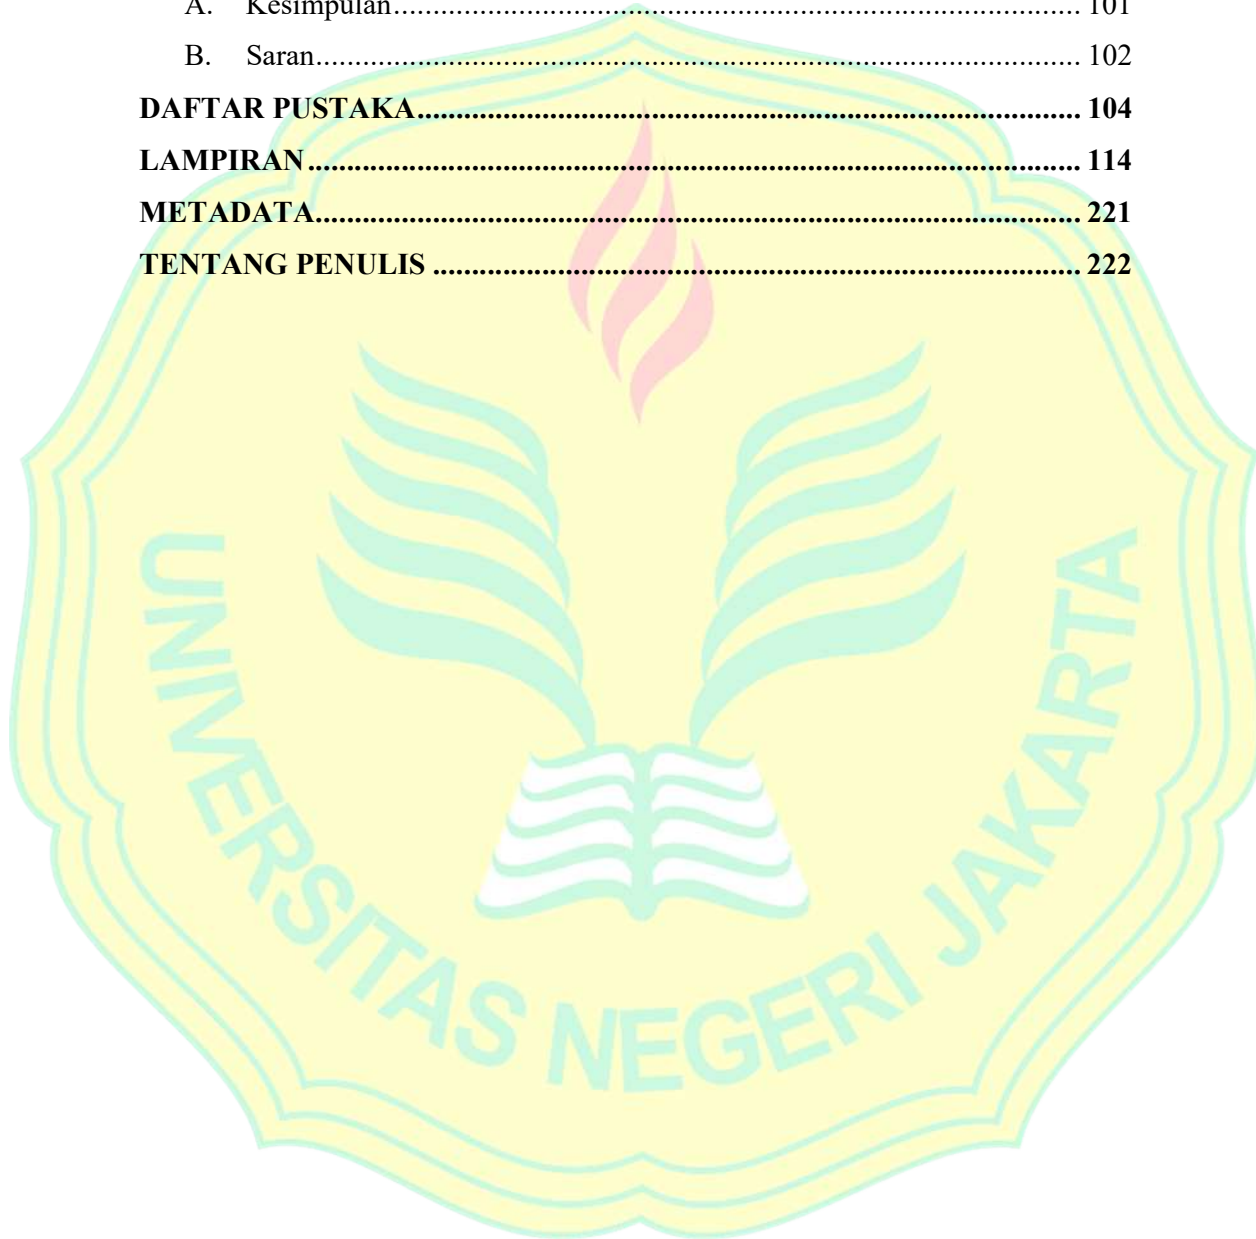 A. Kesimpulan........................................................................................... 101
B. Saran..................................................................................................... 102
DAFTAR PUSTAKA........................................................................................ 104
LAMPIRAN...................................................................................................... 114
METADATA..................................................................................................... 221
TENTANG PENULIS ...................................................................................... 222
UNIVERSITAS NEGERI JAKARTA